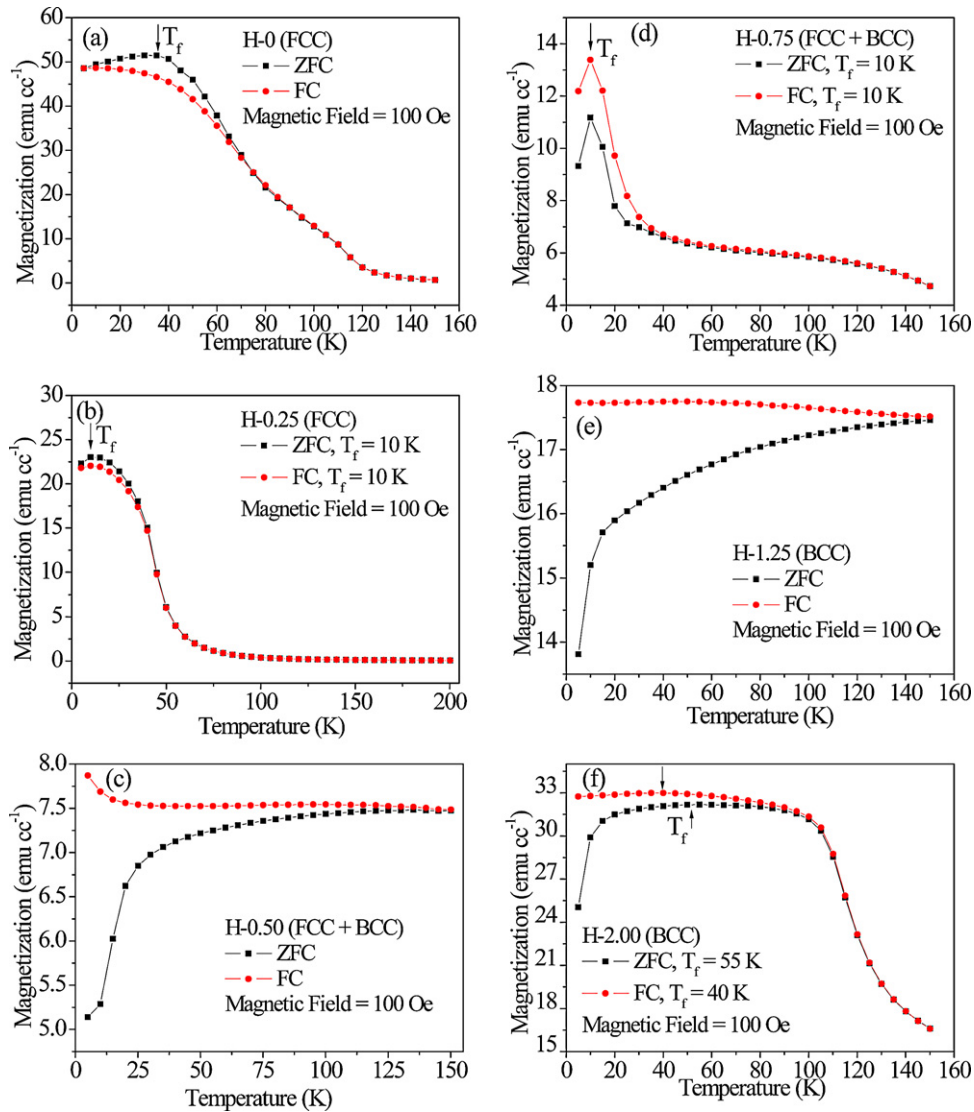 (a)
T_f
H-0 (FCC)
ZFC
FC
Magnetic Field = 100 Oe
Magnetization (emu cc⁻¹)
60
50
40
30
20
10
0
0 20 40 60 80 100 120 140 160
Temperature (K)
(d)
T_f
H-0.75 (FCC + BCC)
ZFC, T_f = 10 K
FC, T_f = 10 K
Magnetic Field = 100 Oe
Magnetization (emu cc⁻¹)
14
12
10
8
6
4
0 20 40 60 80 100 120 140 160
Temperature (K)
(b)
T_f
H-0.25 (FCC)
ZFC, T_f = 10 K
FC, T_f = 10 K
Magnetic Field = 100 Oe
Magnetization (emu cc⁻¹)
30
25
20
15
10
5
0
0 50 100 150 200
Temperature (K)
(e)
H-1.25 (BCC)
ZFC
FC
Magnetic Field = 100 Oe
Magnetization (emu cc⁻¹)
18
17
16
15
14
0 20 40 60 80 100 120 140 160
Temperature (K)
(c)
H-0.50 (FCC + BCC)
ZFC
FC
Magnetic Field = 100 Oe
Magnetization (emu cc⁻¹)
8.0
7.5
7.0
6.5
6.0
5.5
5.0
0 25 50 75 100 125 150
Temperature (K)
(f)
T_f
H-2.00 (BCC)
ZFC, T_f = 55 K
FC, T_f = 40 K
Magnetic Field = 100 Oe
Magnetization (emu cc⁻¹)
33
30
27
24
21
18
15
0 20 40 60 80 100 120 140 160
Temperature (K)